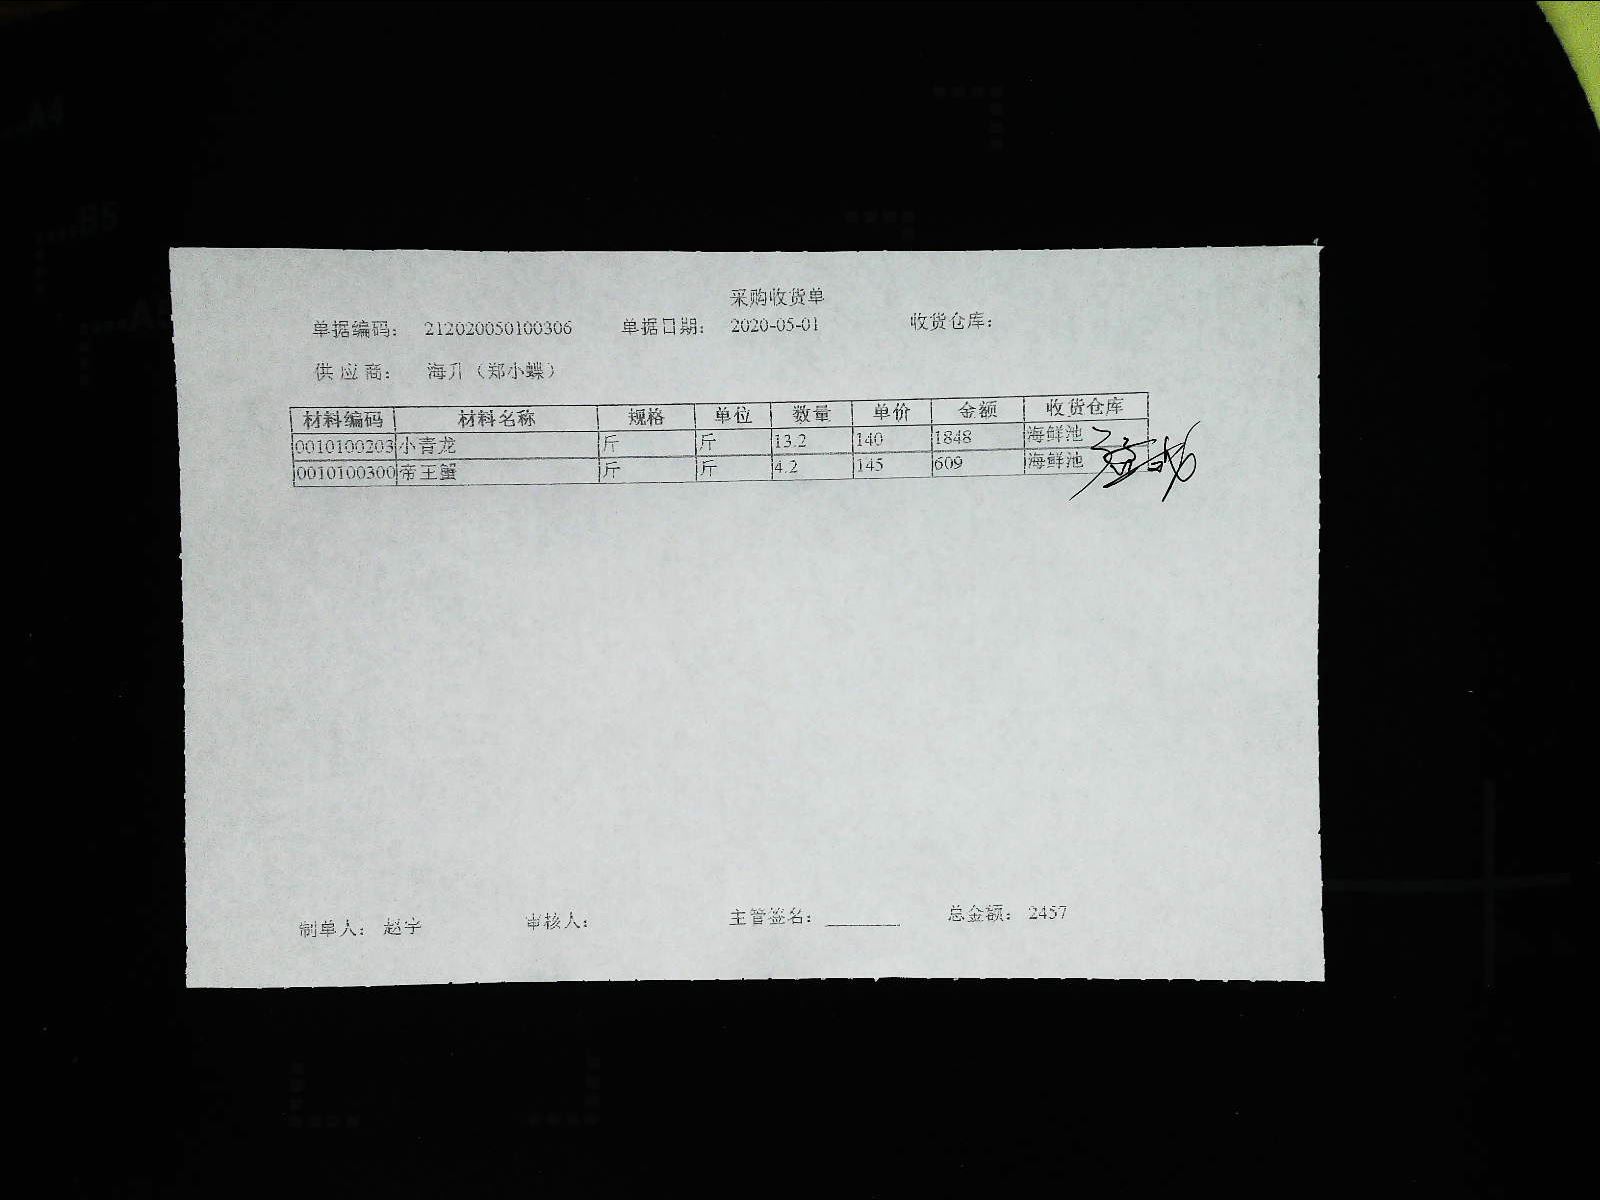 采购收货单
单据编码： 212020050100306 单据日期： 2020-05-01 收货仓库：
供应商： 海升（郑小蝶）
材料编码 材料名称 规格 单位 数量 单价 金额 收货仓库
0010100203 小青龙 斤 斤 13.2 140 1848 海鲜池
0010100300 帝王蟹 斤 斤 4.2 145 609 海鲜池
制单人： 赵宇 审核人： 主管签名： 总金额： 2457